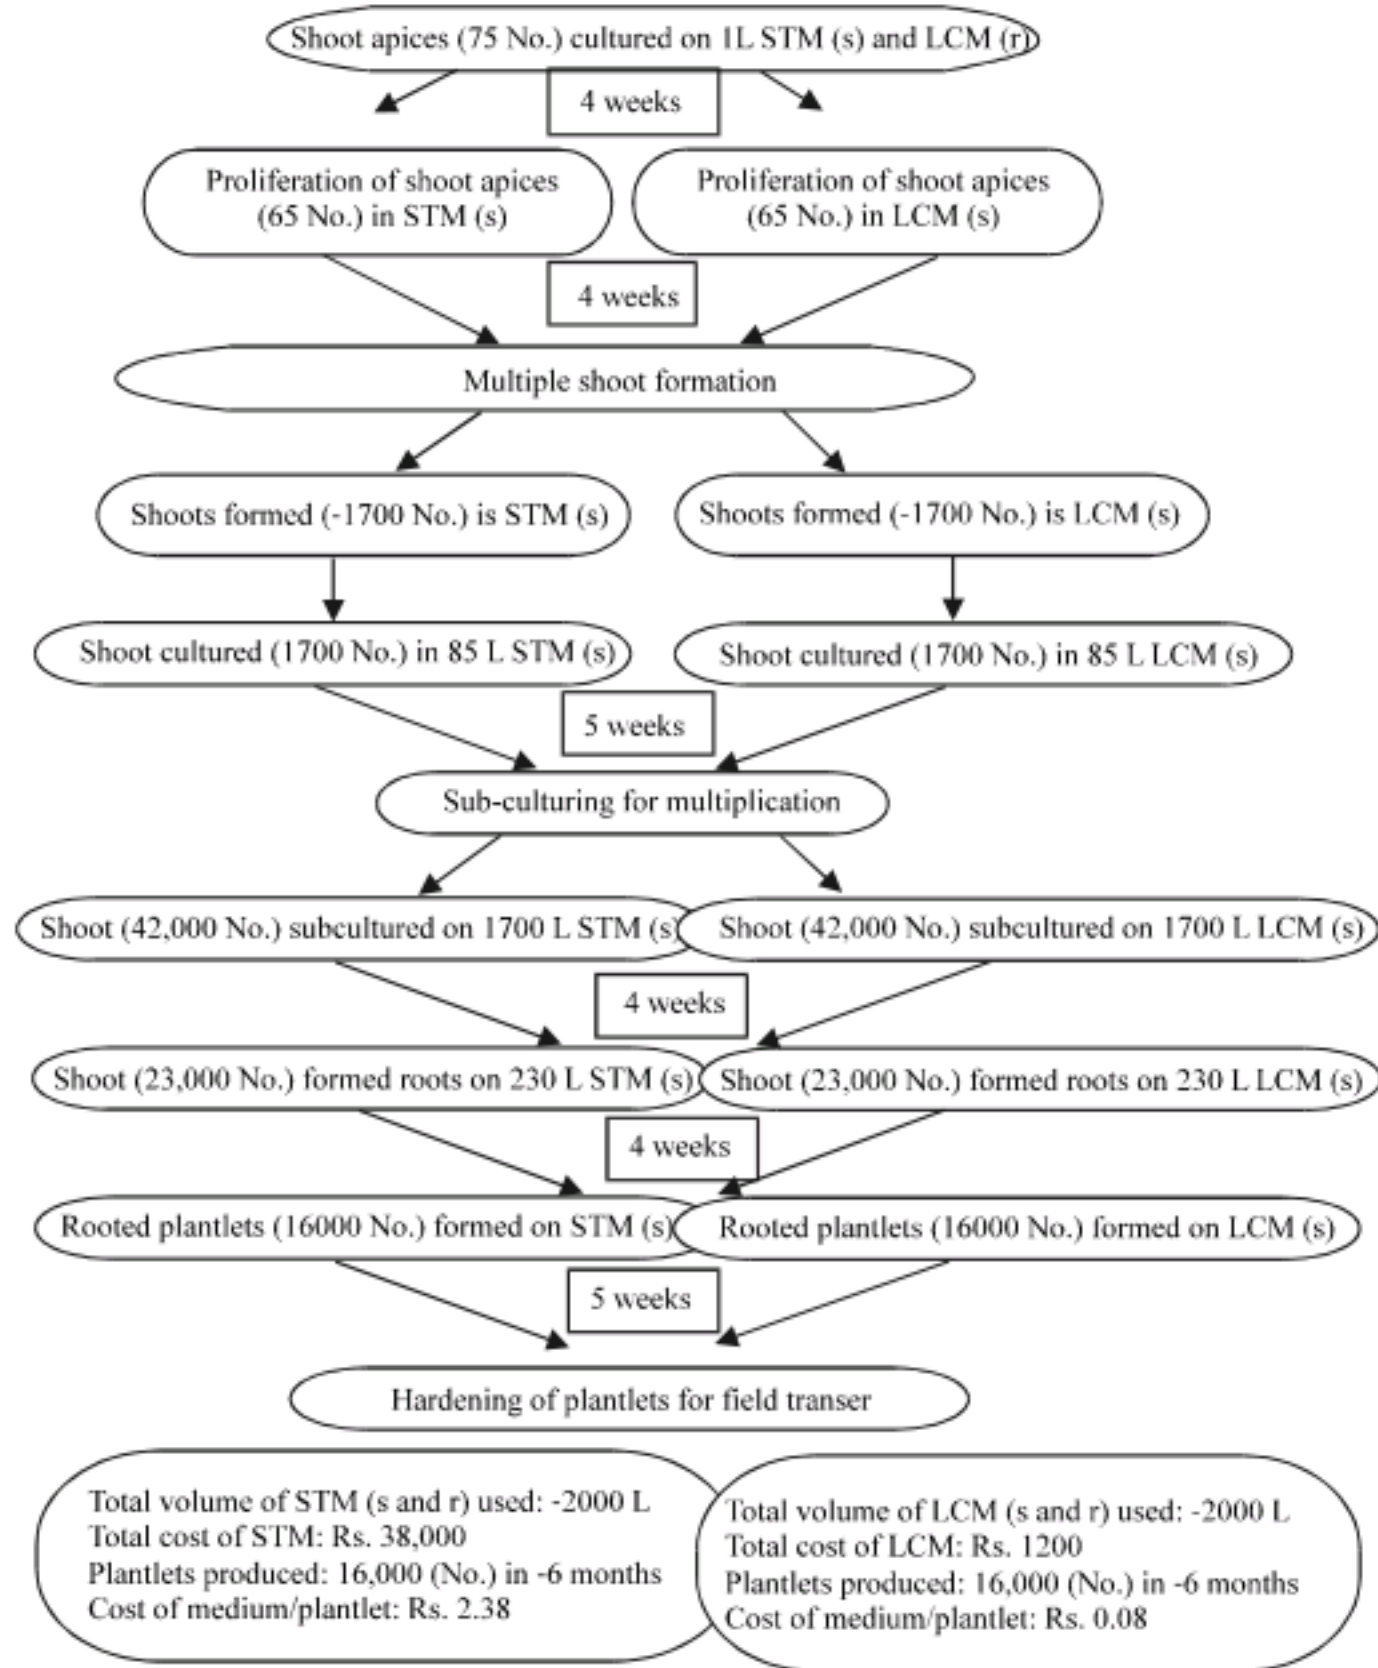 Shoot apices (75 No.) cultured on 1L STM (s) and LCM (r)
4 weeks
Proliferation of shoot apices
(65 No.) in STM (s)
Proliferation of shoot apices
(65 No.) in LCM (s)
4 weeks
Multiple shoot formation
Shoots formed (-1700 No.) is STM (s)
Shoots formed (-1700 No.) is LCM (s)
Shoot cultured (1700 No.) in 85 L STM (s)
Shoot cultured (1700 No.) in 85 L LCM (s)
5 weeks
Sub-culturing for multiplication
Shoot (42,000 No.) subcultured on 1700 L STM (s)
Shoot (42,000 No.) subcultured on 1700 L LCM (s)
4 weeks
Shoot (23,000 No.) formed roots on 230 L STM (s)
Shoot (23,000 No.) formed roots on 230 L LCM (s)
4 weeks
Rooted plantlets (16000 No.) formed on STM (s)
Rooted plantlets (16000 No.) formed on LCM (s)
5 weeks
Hardening of plantlets for field transer
Total volume of STM (s and r) used: -2000 L
Total cost of STM: Rs. 38,000
Plantlets produced: 16,000 (No.) in -6 months
Cost of medium/plantlet: Rs. 2.38
Total volume of LCM (s and r) used: -2000 L
Total cost of LCM: Rs. 1200
Plantlets produced: 16,000 (No.) in -6 months
Cost of medium/plantlet: Rs. 0.08